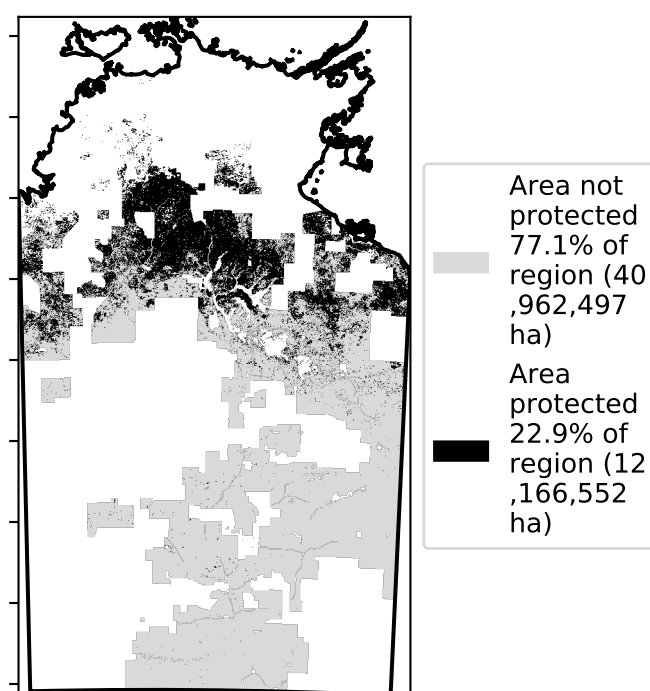 Area not
protected
77.1% of
region (40
,962,497
ha)
Area
protected
22.9% of
region (12
,166,552
ha)